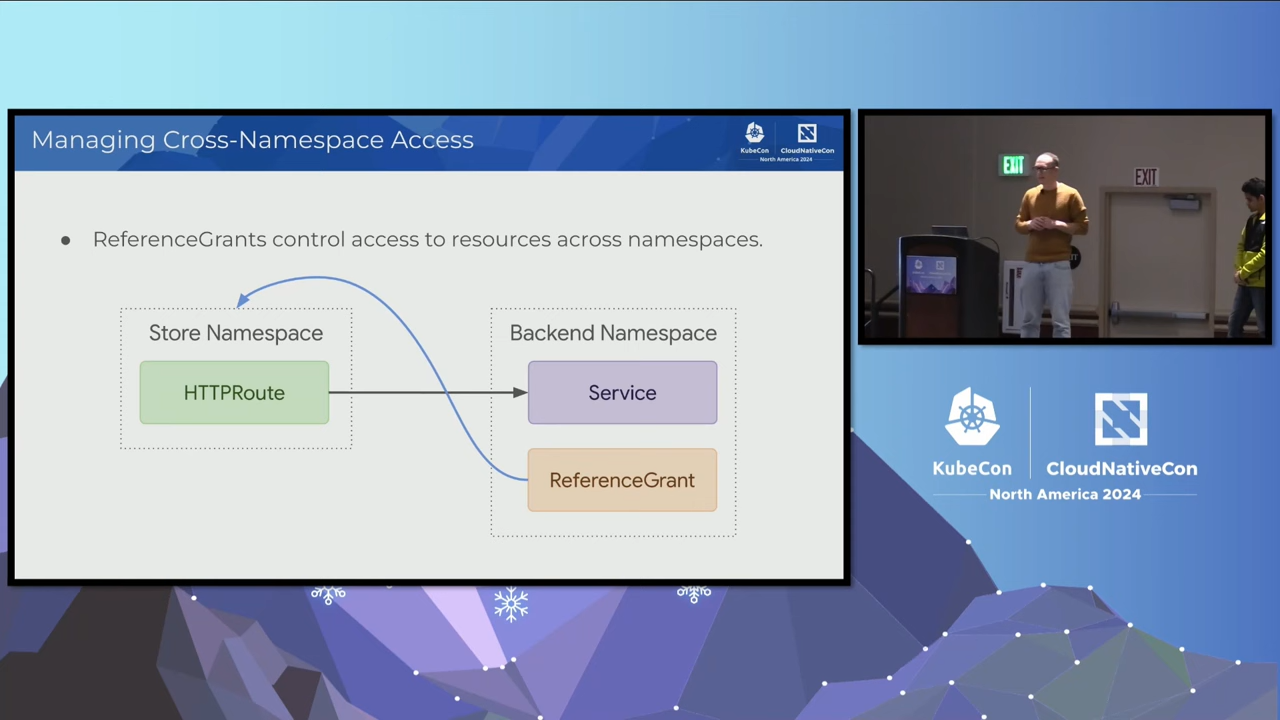 Managing Cross-Namespace Access
KubeCon
CloudNativeCon
North America 2024
● ReferenceGrants control access to resources across namespaces.
Store Namespace
HTTPRoute
Backend Namespace
Service
ReferenceGrant
EXIT
EXIT
KubeCon
CloudNativeCon
North America 2024